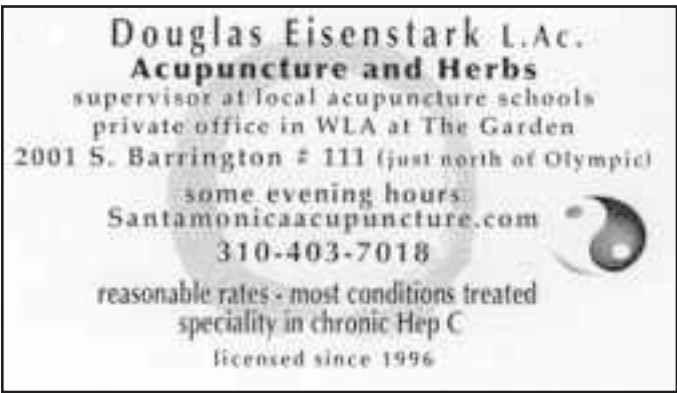 Douglas Eisenstark L.Ac.
Acupuncture and Herbs
supervisor at local acupuncture schools
private office in WLA at The Garden
2001 S. Barrington # 111 (just north of Olympic)
some evening hours
Santamonicaacupuncture.com
310-403-7018
reasonable rates - most conditions treated
speciality in chronic Hep C
licensed since 1996